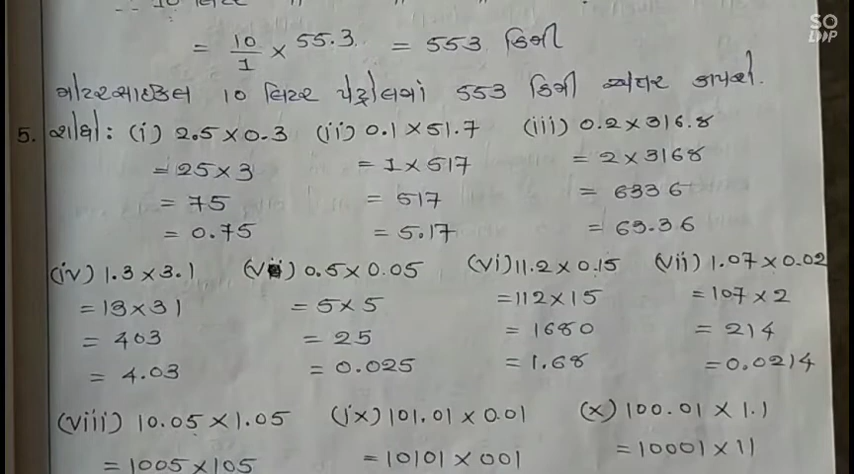 SO
LOOP
= 10/1 × 55.3 = 553 કિમી
મોટરસાઇકલ 10 લિટર પેટ્રોલમાં 553 કિમી અંતર કાપશે.
5. શોધો: (i) 2.5 × 0.3 (ii) 0.1 × 51.7 (iii) 0.2 × 316.8
= 25 × 3 = 1 × 517 = 2 × 3168
= 75 = 517 = 6336
= 0.75 = 5.17 = 63.36
(iv) 1.3 × 3.1 (v) 0.5 × 0.05 (vi) 11.2 × 0.15 (vii) 1.07 × 0.02
= 13 × 31 = 5 × 5 = 112 × 15 = 107 × 2
= 403 = 25 = 1680 = 214
= 4.03 = 0.025 = 1.68 = 0.0214
(viii) 10.05 × 1.05 (ix) 101.01 × 0.01 (x) 100.01 × 1.1
= 1005 × 105 = 10101 × 001 = 10001 × 11